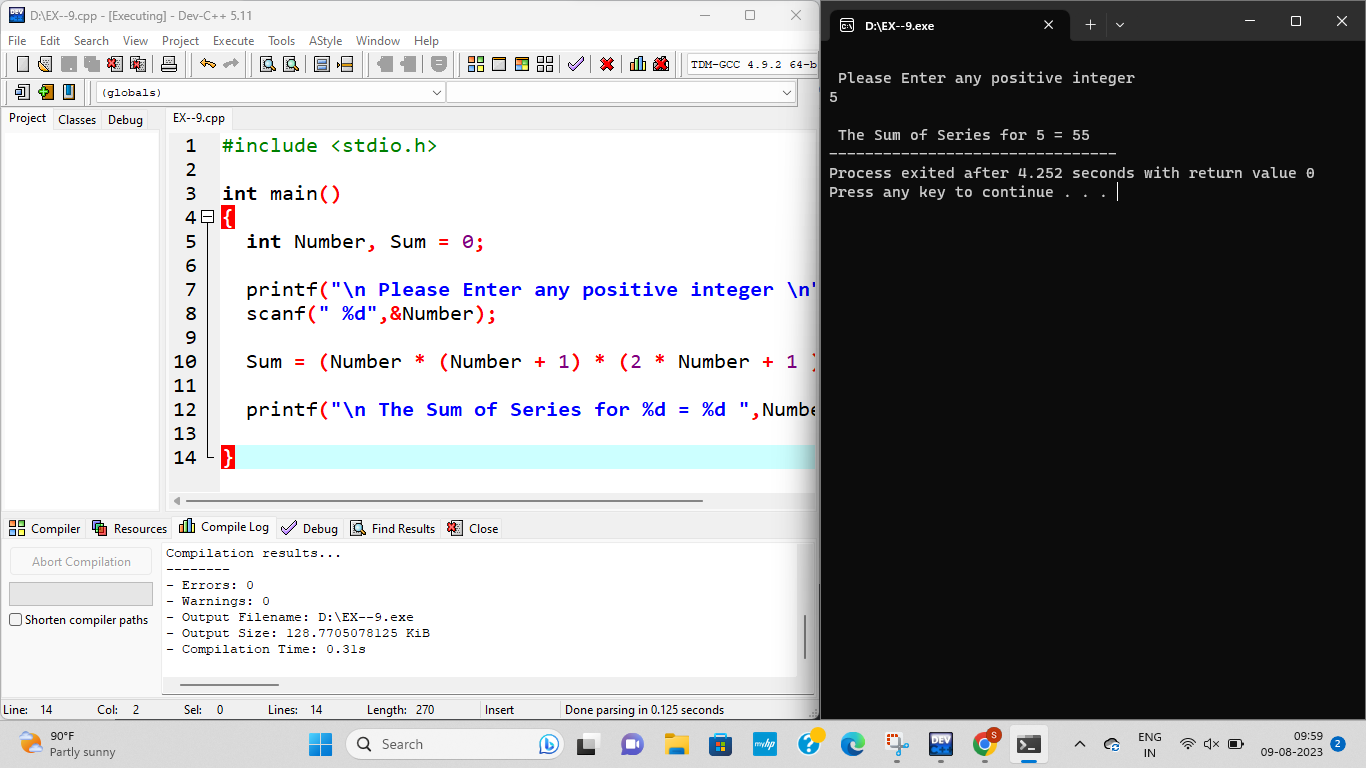 D:\EX--9.cpp - [Executing] - Dev-C++ 5.11
File Edit Search View Project Execute Tools AStyle Window Help
TDM-GCC 4.9.2 64-b
(globals)
Project Classes Debug
EX--9.cpp
1 #include <stdio.h>
2
3 int main()
4 {
5 int Number, Sum = 0;
6
7 printf("\n Please Enter any positive integer \n"
8 scanf(" %d",&Number);
9
10 Sum = (Number * (Number + 1) * (2 * Number + 1 )
11
12 printf("\n The Sum of Series for %d = %d ",Numbe
13
14 }
Compiler Resources Compile Log Debug Find Results Close
Abort Compilation
Shorten compiler paths
Compilation results...
--------
- Errors: 0
- Warnings: 0
- Output Filename: D:\EX--9.exe
- Output Size: 128.7705078125 KiB
- Compilation Time: 0.31s
Line: 14 Col: 2 Sel: 0 Lines: 14 Length: 270 Insert Done parsing in 0.125 seconds
D:\EX--9.exe
Please Enter any positive integer
5
The Sum of Series for 5 = 55
--------------------------------
Process exited after 4.252 seconds with return value 0
Press any key to continue . . .
90°F
Partly sunny
Search
myhp
DEV
S
ENG
IN
09:59
09-08-2023
2